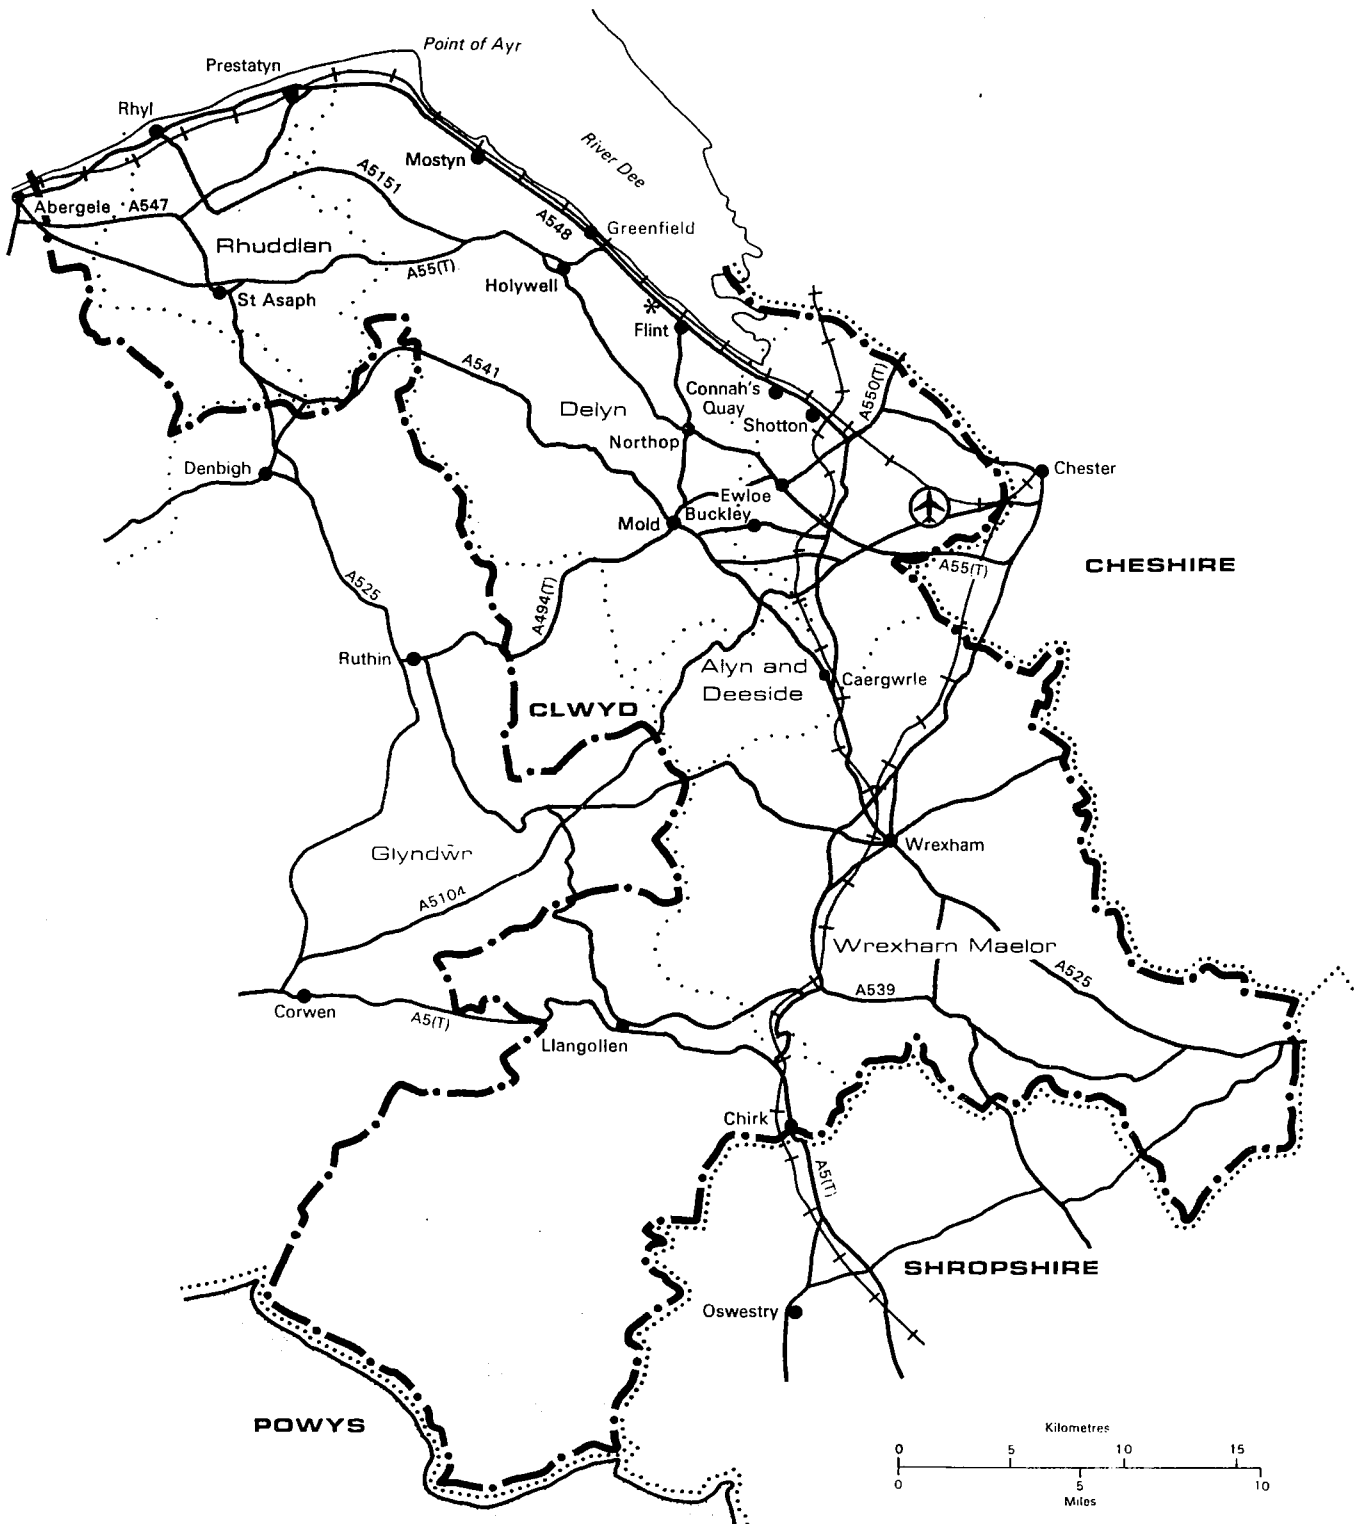 Point of Ayr
Prestatyn
Rhyl
River Dee
Mostyn
A5151
Abergele
A547
A548
Greenfield
Rhuddlan
A55(T)
Holywell
St Asaph
Flint
A541
A550(T)
Connah's
Quay
Delyn
Shotton
Northop
Denbigh
Chester
Ewloe
Buckley
Mold
CHESHIRE
A55(T)
A525
A494(T)
Ruthin
Alyn and
Deeside
Caergwrle
CLWYD
Wrexham
Glyndŵr
A5104
Wrexham Maelor
A525
A539
Corwen
A5(T)
Llangollen
Chirk
A5(T)
SHROPSHIRE
Oswestry
POWYS
Kilometres
0 5 10 15
0 5 10
Miles